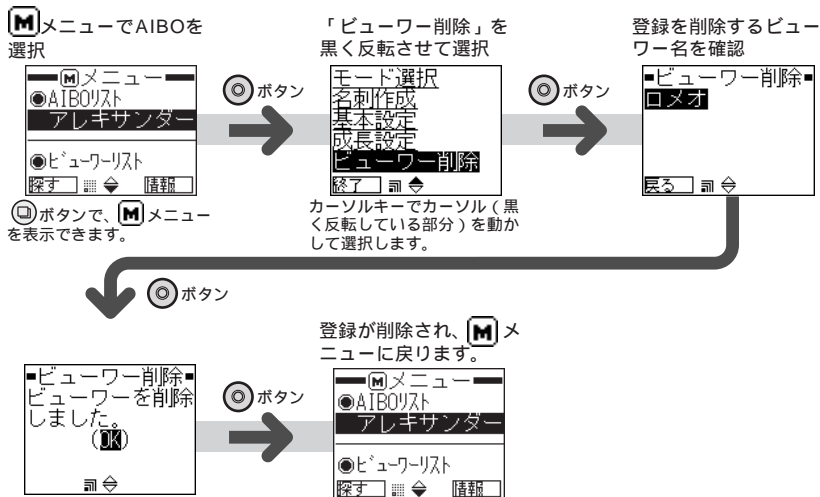 MメニューでAIBOを
選択
Mメニュー
◉AIBOリスト
アレキサンダー
◉ビューワーリスト
探す 情報
ボタンで、Mメニュー
を表示できます。
ボタン
「ビューワー削除」を
黒く反転させて選択
モード選択
名刺作成
基本設定
成長設定
ビューワー削除
終了
カーソルキーでカーソル(黒
く反転している部分)を動か
して選択します。
ボタン
登録を削除するビュー
ワー名を確認
ビューワー削除
ロメオ
戻る
ボタン
ビューワー削除
ビューワーを削除
しました。
(OK)
ボタン
登録が削除され、Mメ
ニューに戻ります。
Mメニュー
◉AIBOリスト
アレキサンダー
◉ビューワーリスト
探す 情報